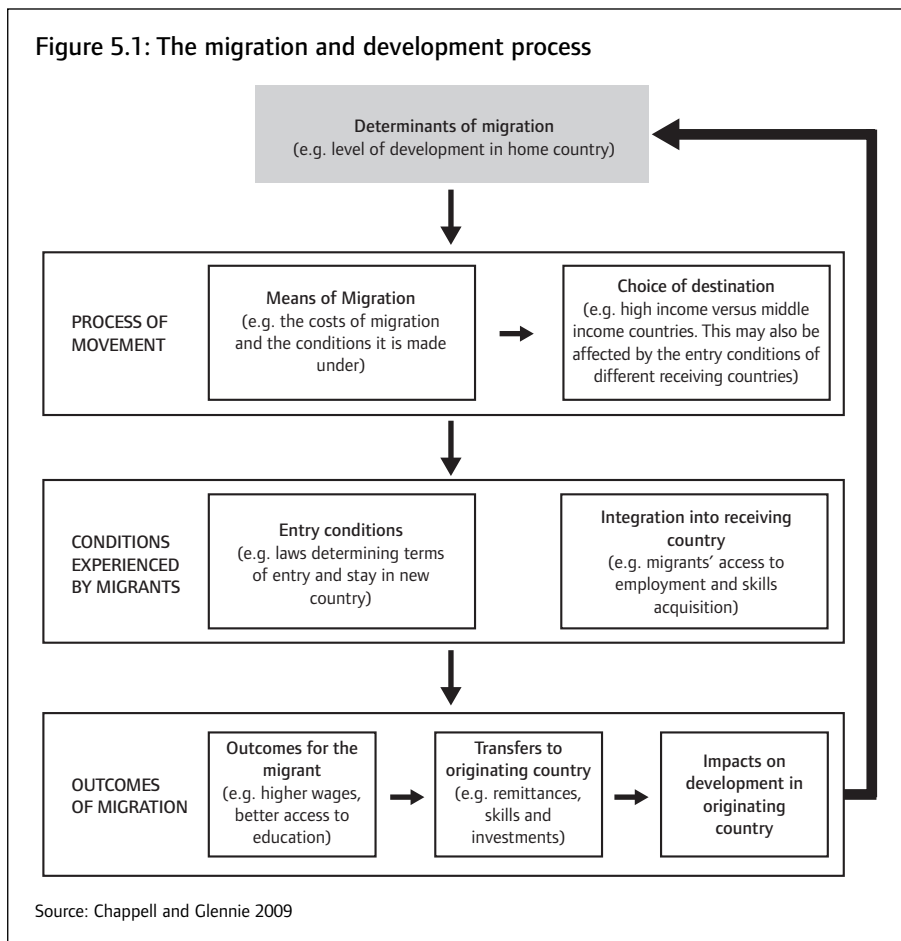 Figure 5.1: The migration and development process
Determinants of migration
(e.g. level of development in home country)
PROCESS OF
MOVEMENT
Means of Migration
(e.g. the costs of migration
and the conditions it is made
under)
Choice of destination
(e.g. high income versus middle
income countries. This may also be
affected by the entry conditions of
different receiving countries)
CONDITIONS
EXPERIENCED
BY MIGRANTS
Entry conditions
(e.g. laws determining terms
of entry and stay in new
country)
Integration into receiving
country
(e.g. migrants’ access to
employment and skills
acquisition)
OUTCOMES
OF MIGRATION
Outcomes for the
migrant
(e.g. higher wages,
better access to
education)
Transfers to
originating country
(e.g. remittances,
skills and
investments)
Impacts on
development in
originating
country
Source: Chappell and Glennie 2009